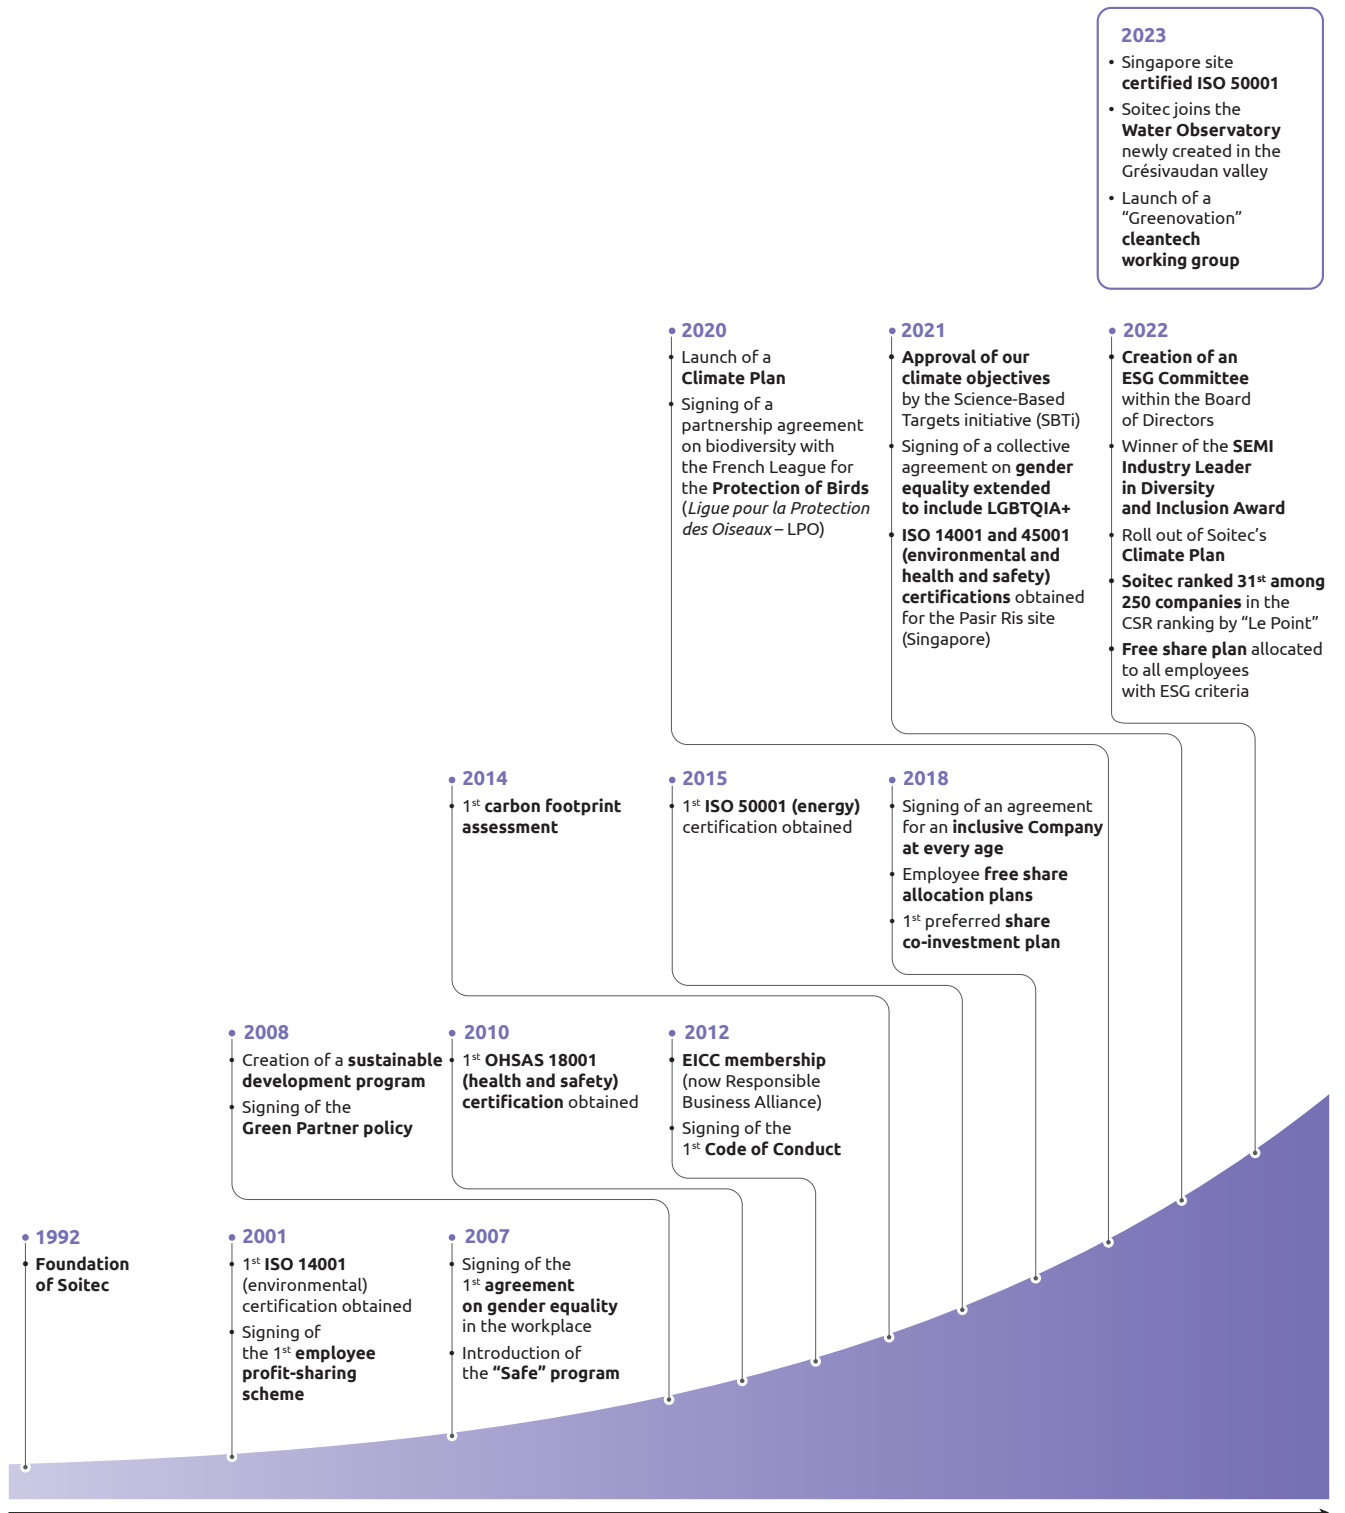 2023
• Singapore site
certified ISO 50001
• Soitec joins the
Water Observatory
newly created in the
Grésivaudan valley
• Launch of a
“Greenovation”
cleantech
working group
2020
• Launch of a
Climate Plan
• Signing of a
partnership agreement
on biodiversity with
the French League for
the Protection of Birds
(Ligue pour la Protection
des Oiseaux – LPO)
2021
• Approval of our
climate objectives
by the Science-Based
Targets initiative (SBTi)
• Signing of a collective
agreement on gender
equality extended
to include LGBTQIA+
• ISO 14001 and 45001
(environmental and
health and safety)
certifications obtained
for the Pasir Ris site
(Singapore)
2022
• Creation of an
ESG Committee
within the Board
of Directors
• Winner of the SEMI
Industry Leader
in Diversity
and Inclusion Award
• Roll out of Soitec’s
Climate Plan
• Soitec ranked 31st among
250 companies in the
CSR ranking by “Le Point”
• Free share plan allocated
to all employees
with ESG criteria
2014
• 1st carbon footprint
assessment
2015
• 1st ISO 50001 (energy)
certification obtained
2018
• Signing of an agreement
for an inclusive Company
at every age
• Employee free share
allocation plans
• 1st preferred share
co-investment plan
2008
• Creation of a sustainable
development program
• Signing of the
Green Partner policy
2010
• 1st OHSAS 18001
(health and safety)
certification obtained
2012
• EICC membership
(now Responsible
Business Alliance)
• Signing of the
1st Code of Conduct
1992
• Foundation
of Soitec
2001
• 1st ISO 14001
(environmental)
certification obtained
• Signing of
the 1st employee
profit-sharing
scheme
2007
• Signing of the
1st agreement
on gender equality
in the workplace
• Introduction of
the “Safe” program